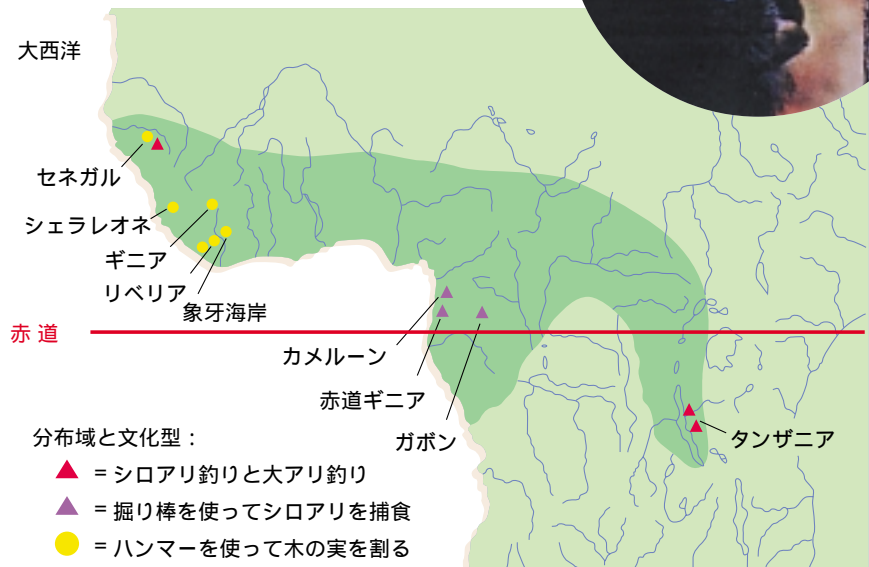 大西洋
セネガル
シェラレオネ
ギニア
リベリア
象牙海岸
赤道
カメルーン
赤道ギニア
ガボン
タンザニア
分布域と文化型：
= シロアリ釣りと大アリ釣り
= 掘り棒を使ってシロアリを捕食
= ハンマーを使って木の実を割る